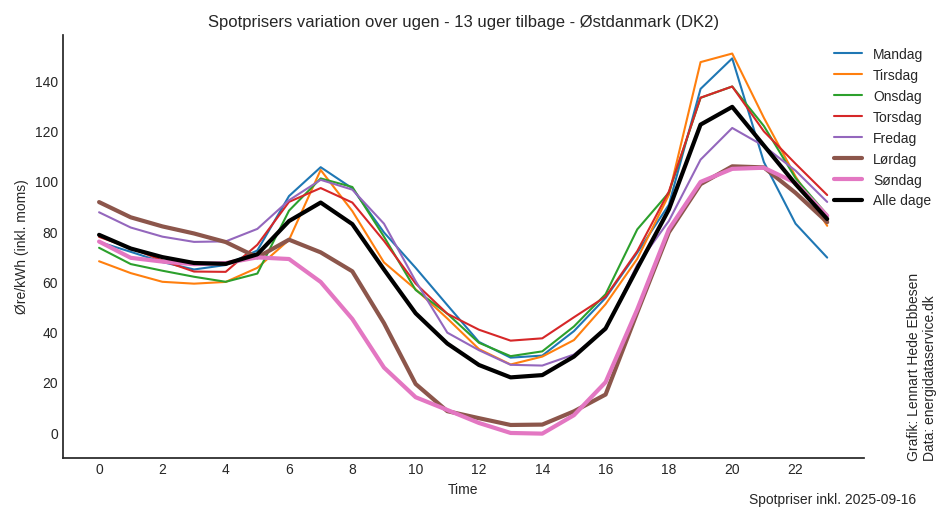 Spotprisers variation over ugen - 13 uger tilbage - Østdanmark (DK2)
Øre/kWh (inkl. moms)
140
120
100
80
60
40
20
0
0 2 4 6 8 10 12 14 16 18 20 22
Time
Mandag
Tirsdag
Onsdag
Torsdag
Fredag
Lørdag
Søndag
Alle dage
Grafik: Lennart Hede Ebbesen
Data: energidataservice.dk
Spotpriser inkl. 2025-09-16